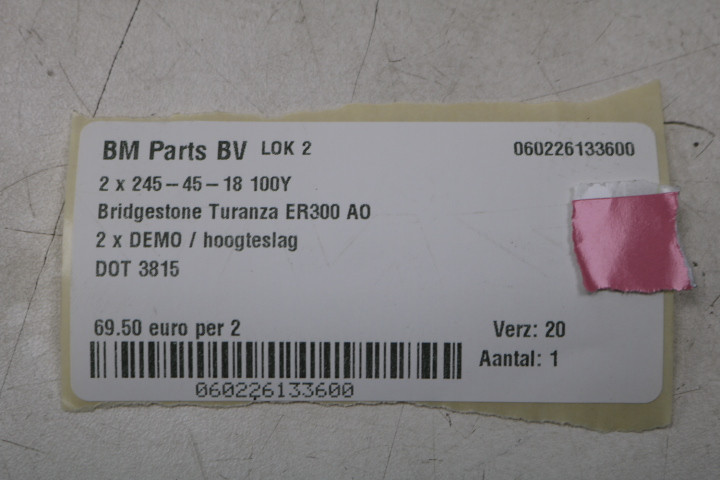 BM Parts BV LOK 2 060226133600
2 x 245-45-18 100Y
Bridgestone Turanza ER300 AO
2 x DEMO / hoogteslag
DOT 3815
69.50 euro per 2 Verz: 20
Aantal: 1
060226133600